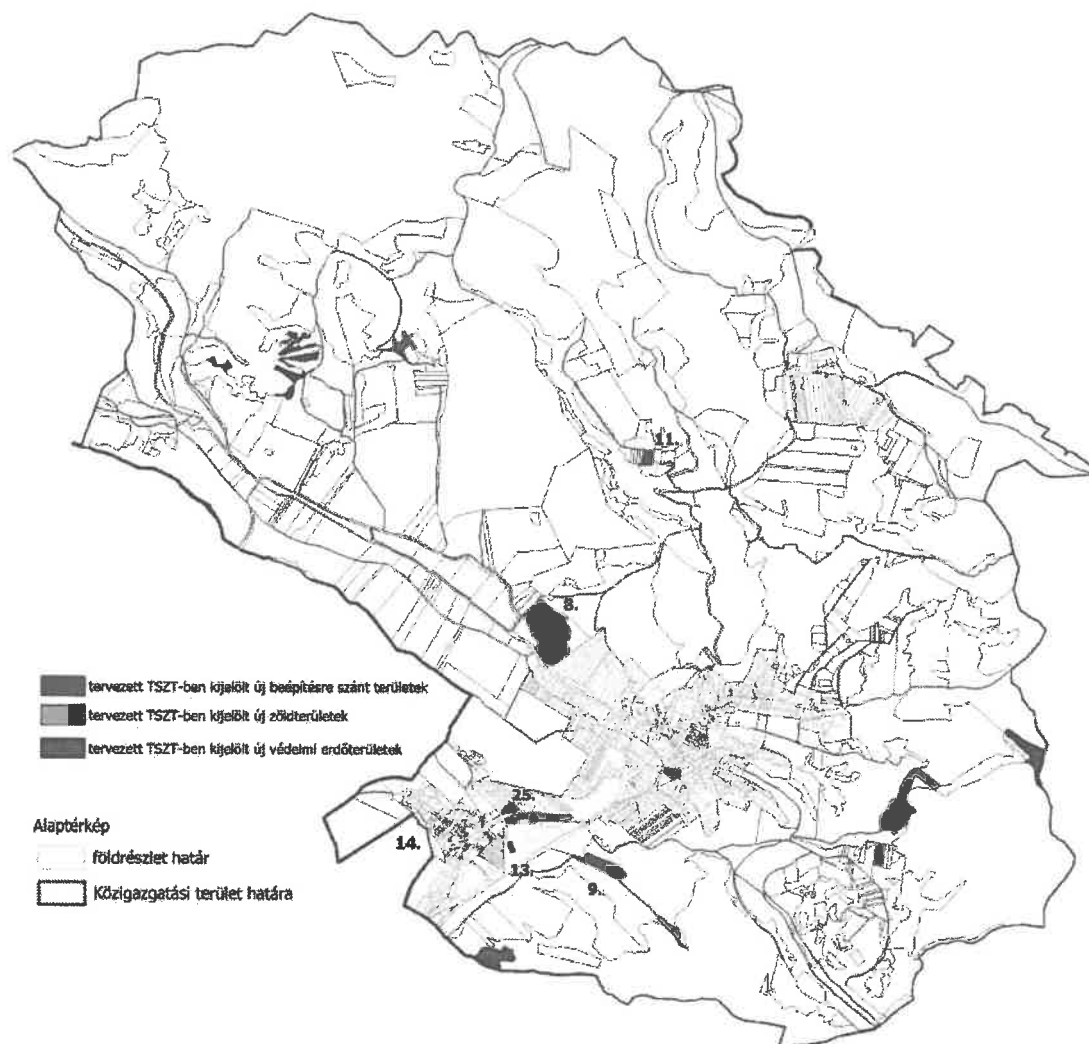 11.
8.
tervezett TSZT-ben kijelölt új beépítésre szánt területek
tervezett TSZT-ben kijelölt új zöldterületek
tervezett TSZT-ben kijelölt új védelmi erdőterületek
25.
14.
13.
9.
Alaptérkép
földrészlet határ
Közigazgatási terület határa